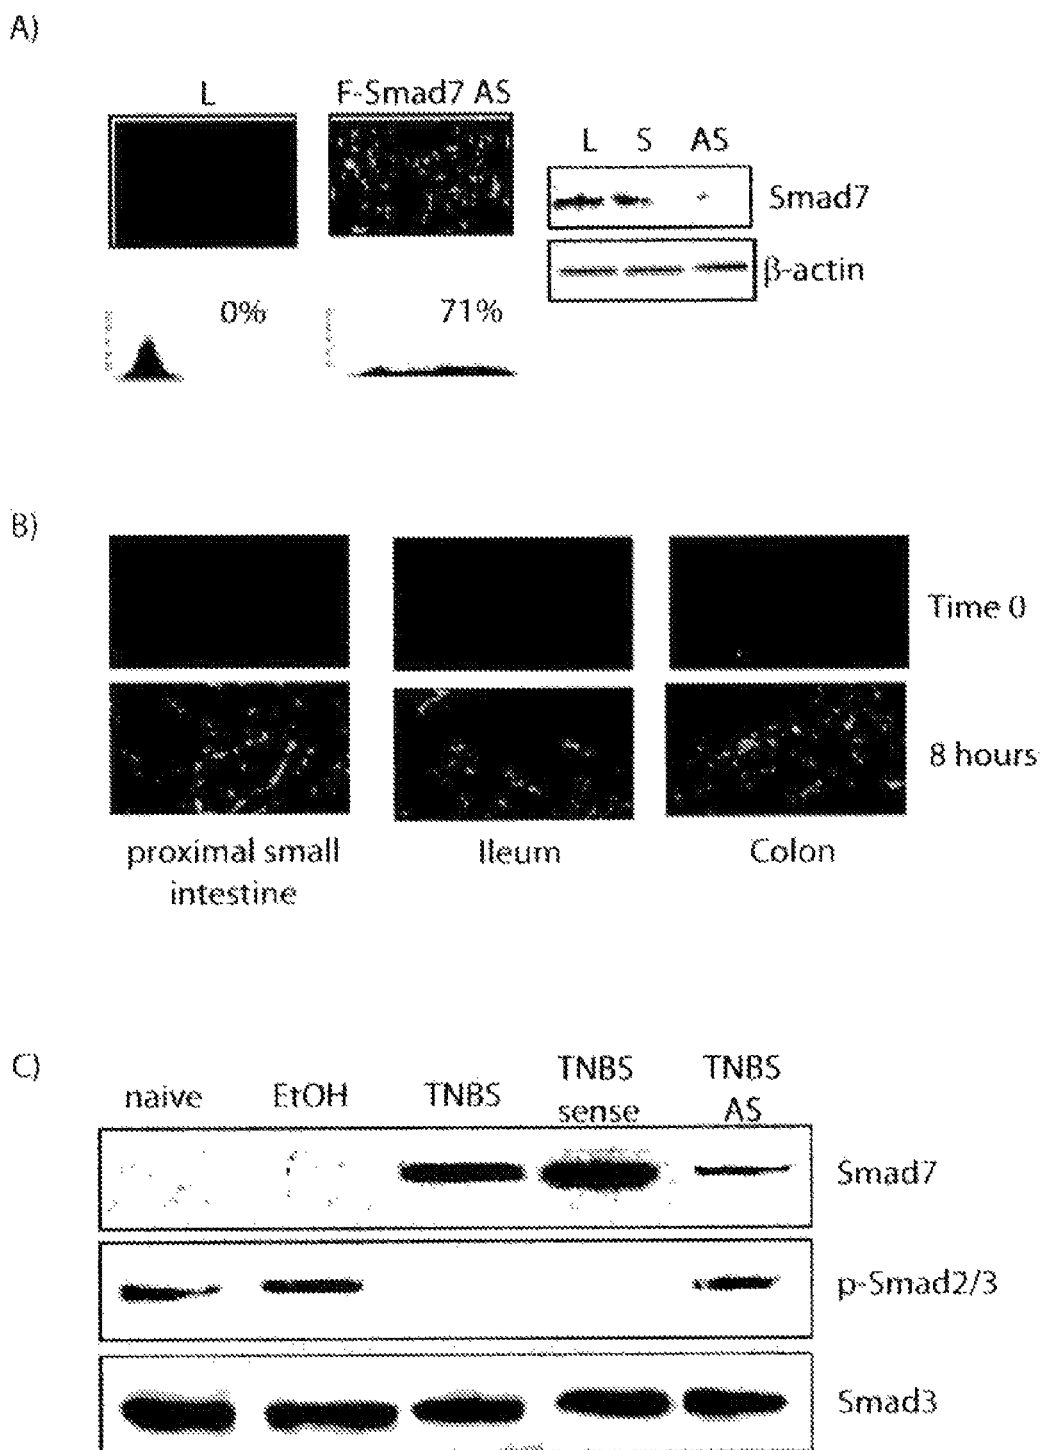 A)
L
F-Smad7 AS
L S AS
Smad7
β-actin
0%
71%
B)
Time 0
8 hours
proximal small
intestine
Ileum
Colon
C)
naive
EtOH
TNBS
TNBS
sense
TNBS
AS
Smad7
p-Smad2/3
Smad3